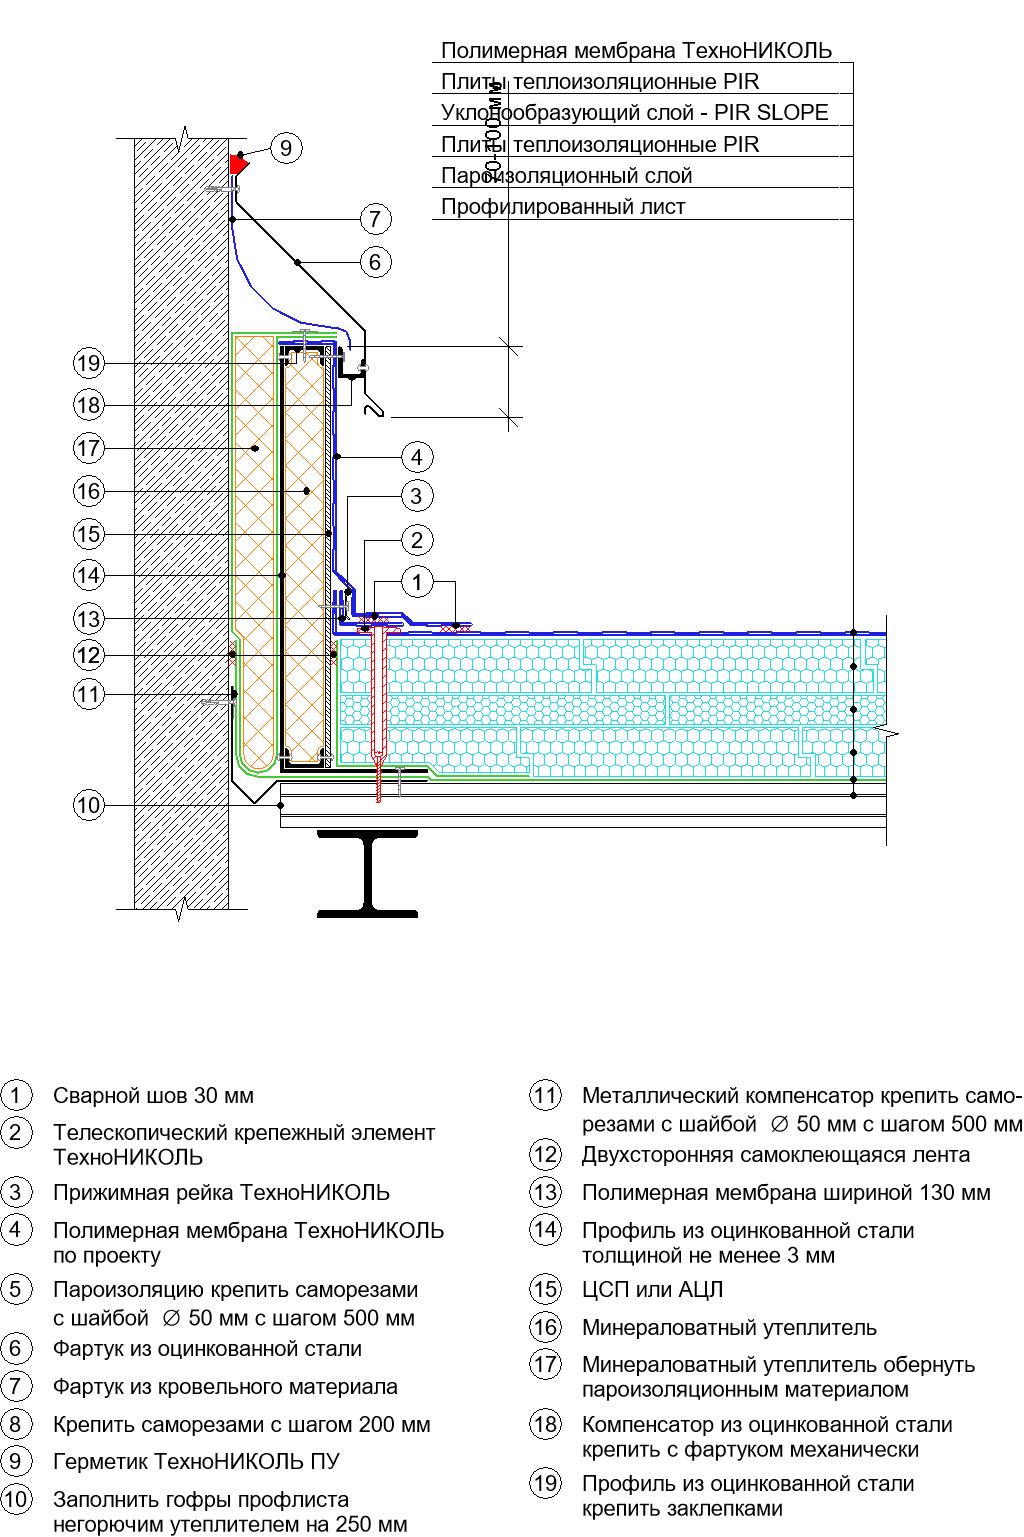 Полимерная мембрана ТехноНИКОЛЬ
Плиты теплоизоляционные PIR
Уклонообразующий слой - PIR SLOPE
Плиты теплоизоляционные PIR
Пароизоляционный слой
Профилированный лист
9
7
6
19
18
17
16
15
14
13
12
11
10
4
3
2
1
1 Сварной шов 30 мм
2 Телескопический крепежный элемент
ТехноНИКОЛЬ
3 Прижимная рейка ТехноНИКОЛЬ
4 Полимерная мембрана ТехноНИКОЛЬ
по проекту
5 Пароизоляцию крепить саморезами
с шайбой ∅ 50 мм с шагом 500 мм
6 Фартук из оцинкованной стали
7 Фартук из кровельного материала
8 Крепить саморезами с шагом 200 мм
9 Герметик ТехноНИКОЛЬ ПУ
10 Заполнить гофры профлиста
негорючим утеплителем на 250 мм
11 Металлический компенсатор крепить само-
резами с шайбой ∅ 50 мм с шагом 500 мм
12 Двухсторонняя самоклеющаяся лента
13 Полимерная мембрана шириной 130 мм
14 Профиль из оцинкованной стали
толщиной не менее 3 мм
15 ЦСП или АЦЛ
16 Минераловатный утеплитель
17 Минераловатный утеплитель обернуть
пароизоляционным материалом
18 Компенсатор из оцинкованной стали
крепить с фартуком механически
19 Профиль из оцинкованной стали
крепить заклепками